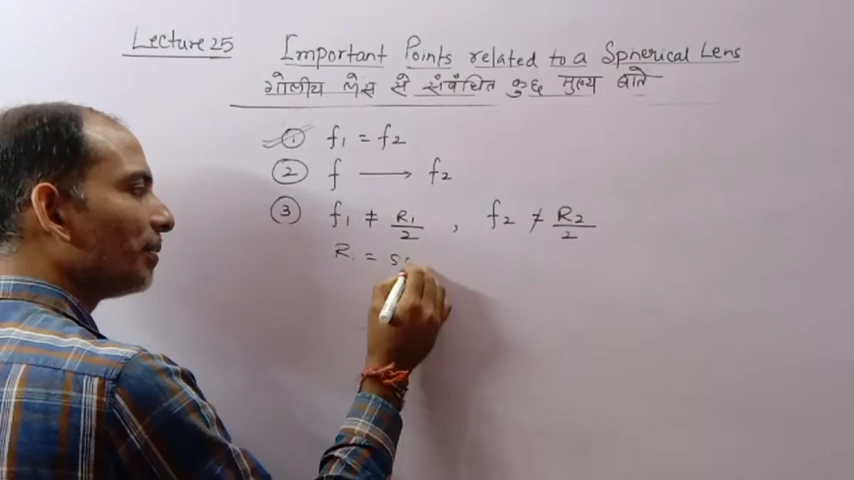 Lecture 25 Important Points related to a Spherical Lens
गोलीय लेंस से संबंधित कुछ मुख्य बातें
① f₁ = f₂
② f ⟶ f₂
③ f₁ ≠ R₁/2 , f₂ ≠ R₂/2
R₁ =